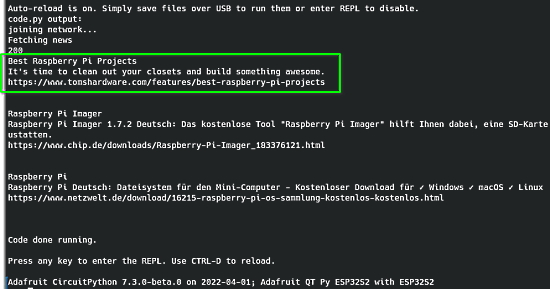 Auto-reload is on. Simply save files over USB to run them or enter REPL to disable.
code.py output:
joining network...
Fetching news
200
Best Raspberry Pi Projects
It's time to clean out your closets and build something awesome.
https://www.tomshardware.com/features/best-raspberry-pi-projects
Raspberry Pi Imager
Raspberry Pi Imager 1.7.2 Deutsch: Das kostenlose Tool "Raspberry Pi Imager" hilft Ihnen dabei, eine SD-Karte
ustatten.
https://www.chip.de/downloads/Raspberry-Pi-Imager_183376121.html
Raspberry Pi
Raspberry Pi Deutsch: Dateisystem für den Mini-Computer - Kostenloser Download für ✓ Windows ✓ macOS ✓ Linux
https://www.netzwelt.de/download/16215-raspberry-pi-os-sammlung-kostenlos-kostenlos.html
Code done running.
Press any key to enter the REPL. Use CTRL-D to reload.
Adafruit CircuitPython 7.3.0-beta.0 on 2022-04-01; Adafruit QT Py ESP32S2 with ESP32S2